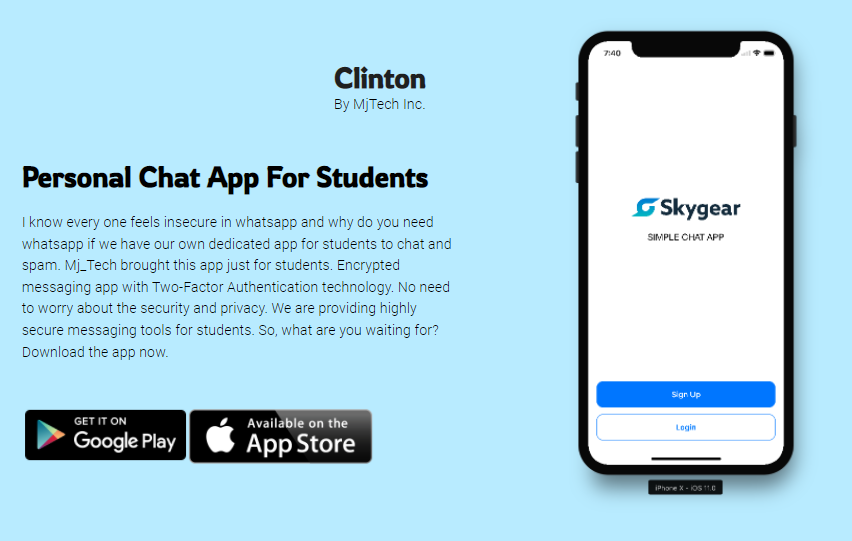 Clinton
By MjTech Inc.
Personal Chat App For Students
I know every one feels insecure in whatsapp and why do you need
whatsapp if we have our own dedicated app for students to chat and
spam. Mj_Tech brought this app just for students. Encrypted
messaging app with Two-Factor Authentication technology. No need
to worry about the security and privacy. We are providing highly
secure messaging tools for students. So, what are you waiting for?
Download the app now.
GET IT ON
Google Play
Available on the
App Store
7:40
Skygear
SIMPLE CHAT APP
Sign Up
Login
iPhone X - iOS 11.0